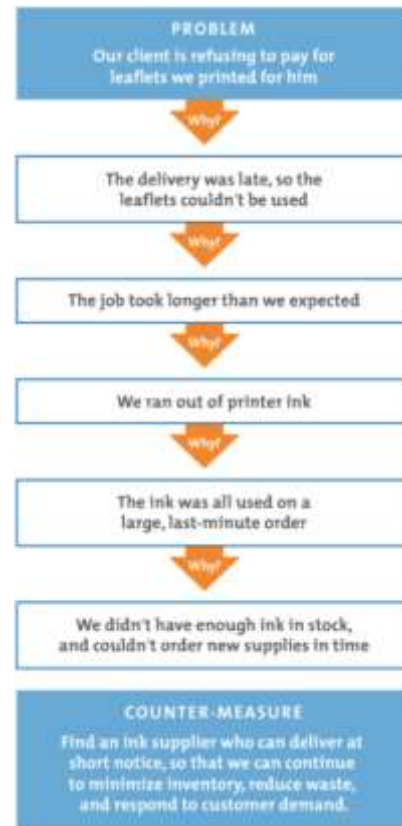 PROBLEM
Our client is refusing to pay for
leaflets we printed for him
Why?
The delivery was late, so the
leaflets couldn't be used
Why?
The job took longer than we expected
Why?
We ran out of printer ink
Why?
The ink was all used on a
large, last-minute order
Why?
We didn't have enough ink in stock,
and couldn't order new supplies in time
COUNTER-MEASURE
Find an ink supplier who can deliver at
short notice, so that we can continue
to minimize inventory, reduce waste,
and respond to customer demand.